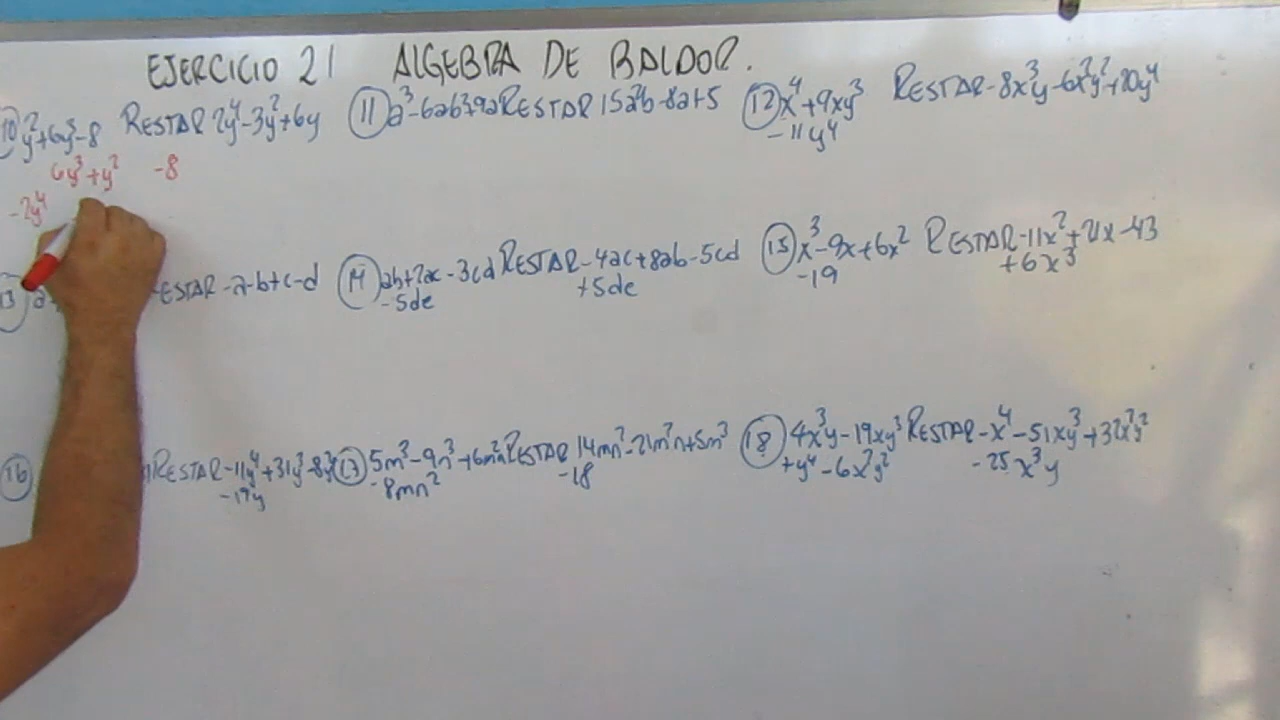 EJERCICIO 21 ALGEBRA DE BALDOR.
10 y²+6y³-8 RESTAR 2y⁴-3y²+6y
11 a³-6ab²+9a RESTAR 15a²b-8a+5
12 x⁴+9xy³ RESTAR -8x³y-6x²y²+20y⁴
-11y⁴
6y³+y² -8
-2y⁴
13 a RESTAR -a-b+c-d
14 ab+2ac-3cd RESTAR -4ac+8ab-5cd
-5de +5de
15 x³-9x+6x² RESTAR -11x²+21x-43
-19 +6x³
16 RESTAR -11y⁴+31y³-8y²
-19y
17 5m³-9n³+6m²n RESTAR 14mn²-21m²n+5m³
-8mn² -18
18 4x³y-19xy³ RESTAR -x⁴-51xy³+32x²y²
+y⁴-6x²y² -25x³y